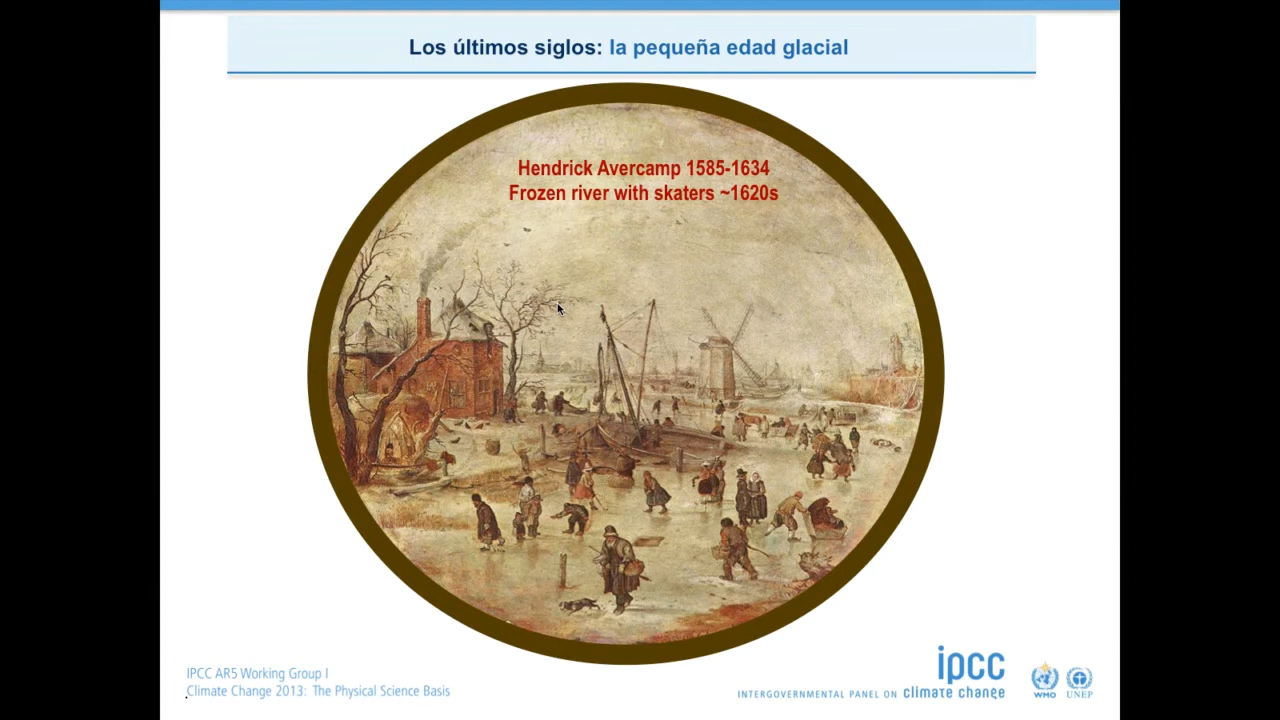 Los últimos siglos: la pequeña edad glacial
Hendrick Avercamp 1585-1634
Frozen river with skaters ~1620s
IPCC AR5 Working Group I
Climate Change 2013: The Physical Science Basis
ipcc
INTERGOVERNMENTAL PANEL ON climate change
WMO
UNEP